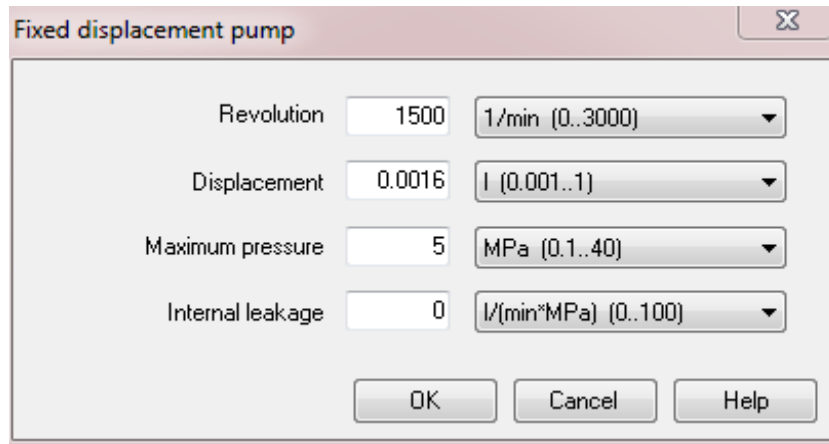 Fixed displacement pump
Revolution 1500 1/min (0..3000)
Displacement 0.0016 l (0.001..1)
Maximum pressure 5 MPa (0.1..40)
Internal leakage 0 l/(min*MPa) (0..100)
OK Cancel Help